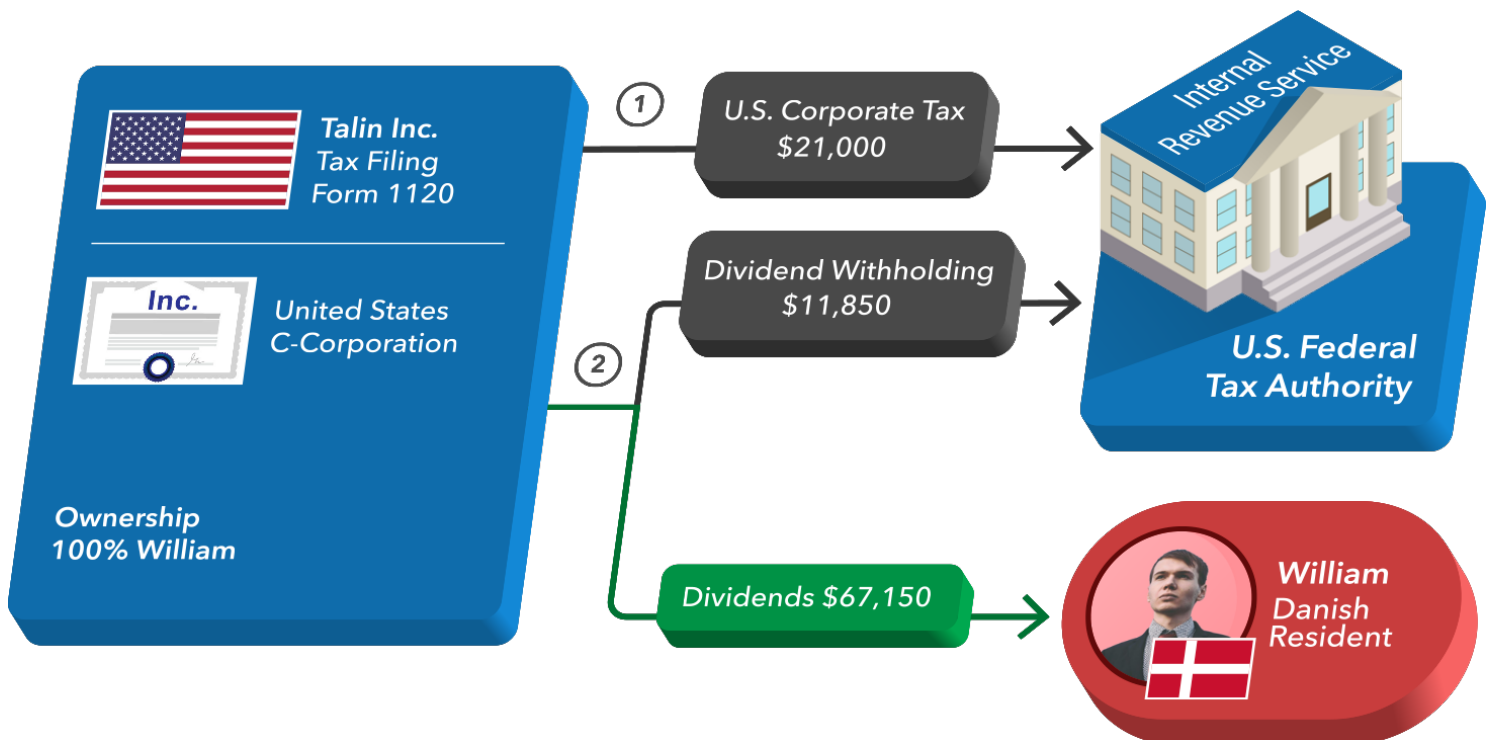 Talin Inc.
Tax Filing
Form 1120
Inc.
United States
C-Corporation
Ownership
100% William
1
U.S. Corporate Tax
$21,000
2
Dividend Withholding
$11,850
Dividends $67,150
Internal
Revenue Service
U.S. Federal
Tax Authority
William
Danish
Resident